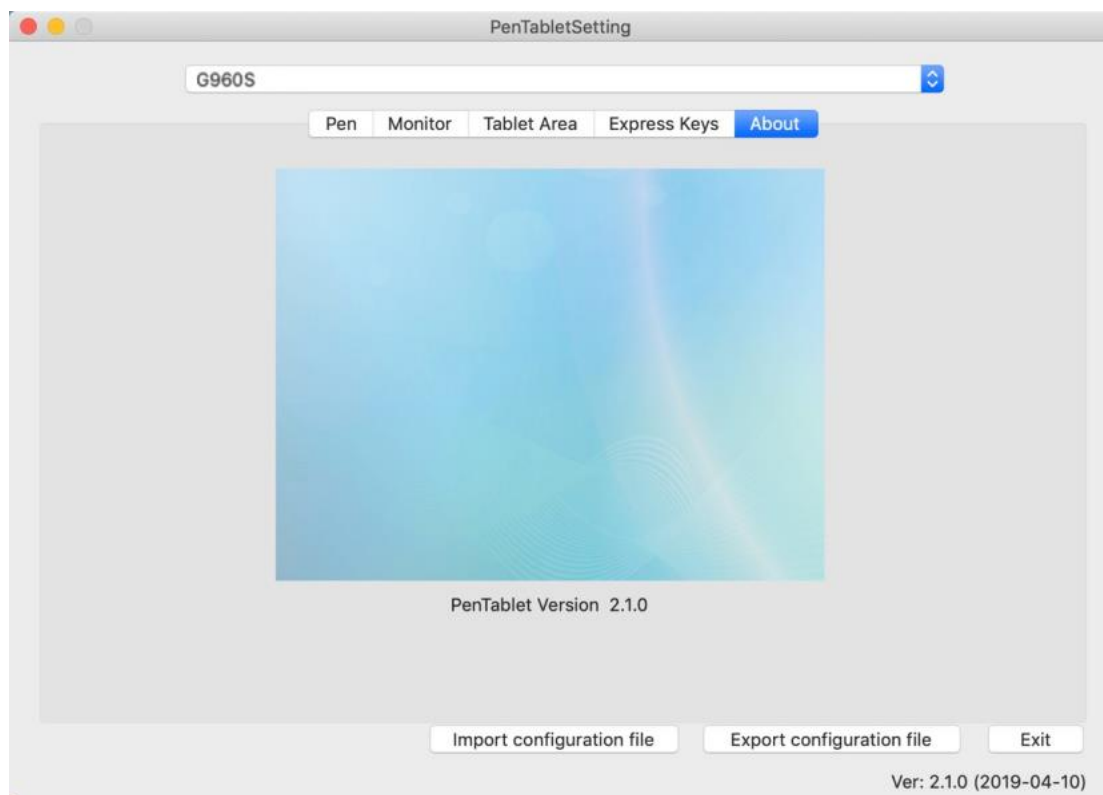 PenTabletSetting
G960S
Pen Monitor Tablet Area Express Keys About
PenTablet Version 2.1.0
Import configuration file Export configuration file Exit
Ver: 2.1.0 (2019-04-10)